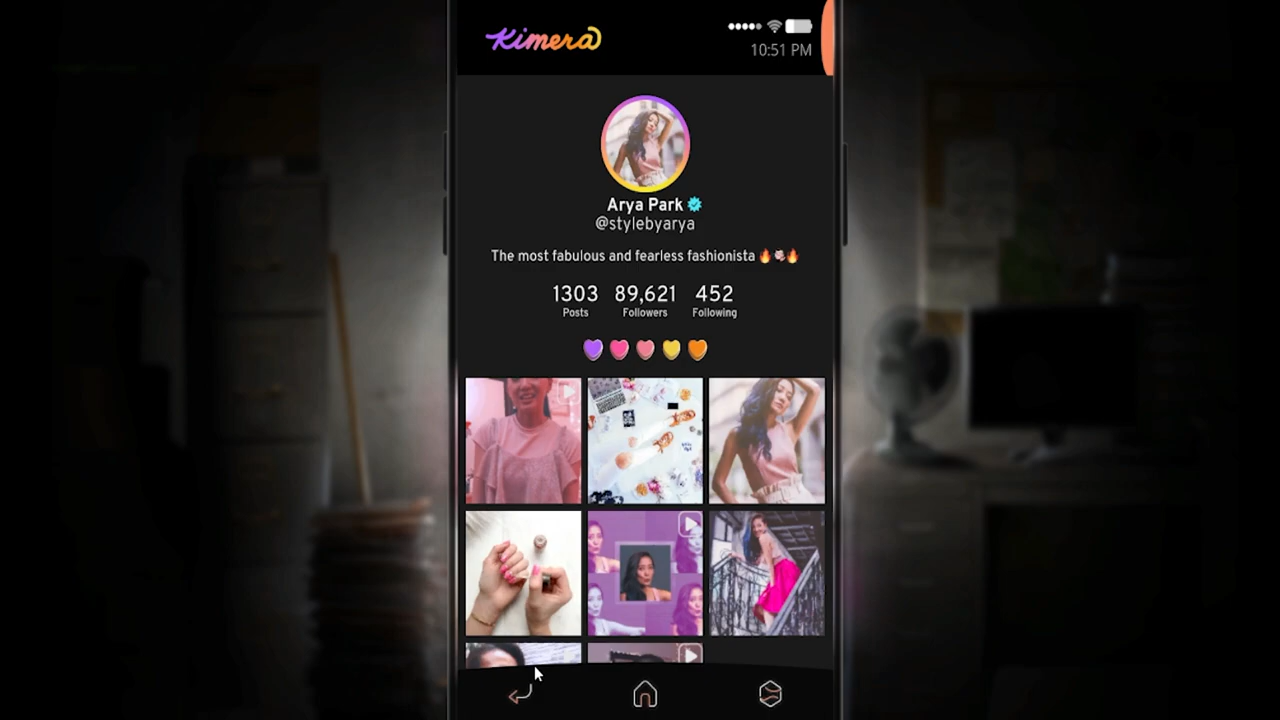 Kimera
10:51 PM
Arya Park
@stylebyarya
The most fabulous and fearless fashionista 🔥💋🔥
1303 89,621 452
Posts Followers Following